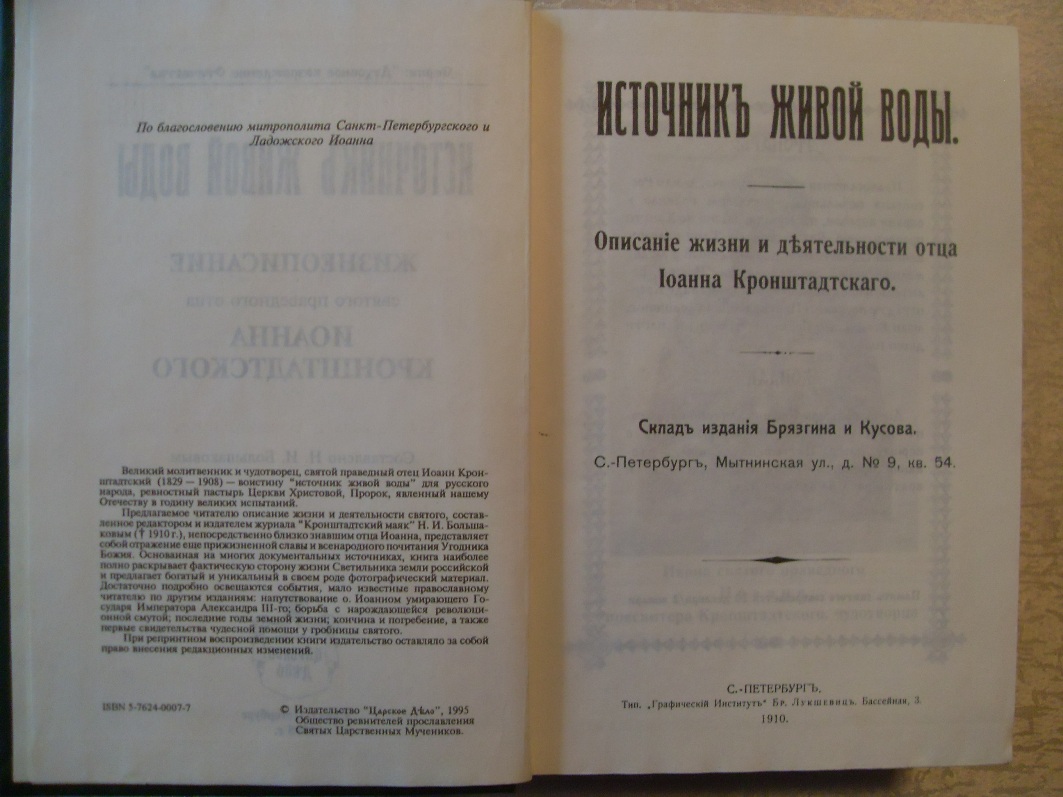 По благословению митрополита Санкт-Петербургского и
Ладожского Иоанна
Великий молитвенник и чудотворец, святой праведный отец Иоанн Крон-
штадтский (1829 — 1908) — воистину "источник живой воды" для русского
народа, ревностный пастырь Церкви Христовой, Пророк, явленный нашему
Отечеству в годину великих испытаний.
Предлагаемое читателю описание жизни и деятельности святого, состав-
ленное редактором и издателем журнала "Кронштадтский маяк" Н. И. Больша-
ковым († 1910 г.), непосредственно близко знавшим отца Иоанна, представляет
собой отражение еще прижизненной славы и всенародного почитания Угодника
Божия. Основанная на многих документальных источниках, книга наиболее
полно раскрывает фактическую сторону жизни Светильника земли российской
и предлагает богатый и уникальный в своем роде фотографический материал.
Достаточно подробно освещаются события, мало известные православному
читателю по другим изданиям: напутствование о. Иоанном умирающего Го-
сударя Императора Александра III-го; борьба с нарождающейся революци-
онной смутой; последние годы земной жизни; кончина и погребение, а также
первые свидетельства чудесной помощи у гробницы святого.
При репринтном воспроизведении книги издательство оставляло за собой
право внесения редакционных изменений.
ISBN 5-7624-0007-7
© Издательство "Царское Дѣло", 1995
Общество ревнителей прославления
Святых Царственных Мучеников.
ИСТОЧНИКЪ ЖИВОЙ ВОДЫ.
Описаніе жизни и дѣятельности отца
Іоанна Кронштадтскаго.
Складъ изданія Брязгина и Кусова.
С.-Петербургъ, Мытнинская ул., д. № 9, кв. 54.
С.-ПЕТЕРБУРГЪ,
Тип. „Графическій Институтъ" Бр. Лукшевицъ. Бассейная, 3.
1910.